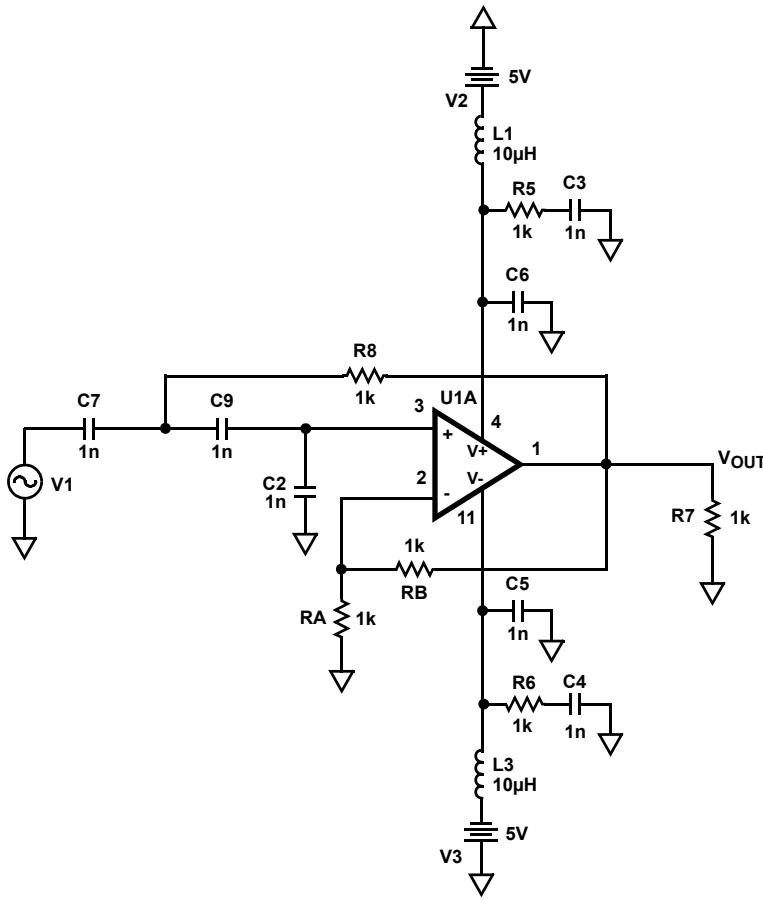 5V
V2
L1
10µH
R5
C3
1k
1n
C6
1n
R8
1k
U1A
C7
C9
3
4
1n
1n
+
V+
1
VOUT
V1
C2
1n
2
-
V-
11
R7
1k
1k
RB
C5
1n
RA
1k
R6
C4
1k
1n
L3
10µH
5V
V3